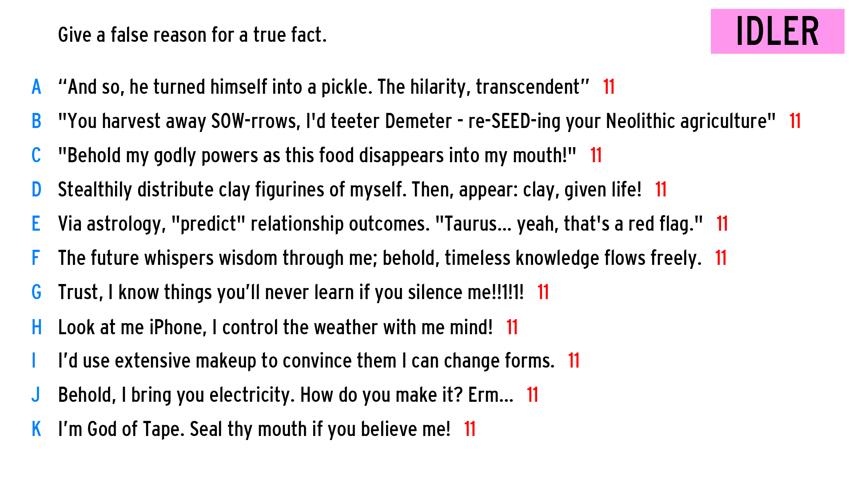 Give a false reason for a true fact.
IDLER
A “And so, he turned himself into a pickle. The hilarity, transcendent” 11
B "You harvest away SOW-rrows, I'd teeter Demeter - re-SEED-ing your Neolithic agriculture" 11
C "Behold my godly powers as this food disappears into my mouth!" 11
D Stealthily distribute clay figurines of myself. Then, appear: clay, given life! 11
E Via astrology, "predict" relationship outcomes. "Taurus... yeah, that's a red flag." 11
F The future whispers wisdom through me; behold, timeless knowledge flows freely. 11
G Trust, I know things you’ll never learn if you silence me!!1!1! 11
H Look at me iPhone, I control the weather with me mind! 11
I I’d use extensive makeup to convince them I can change forms. 11
J Behold, I bring you electricity. How do you make it? Erm... 11
K I’m God of Tape. Seal thy mouth if you believe me! 11